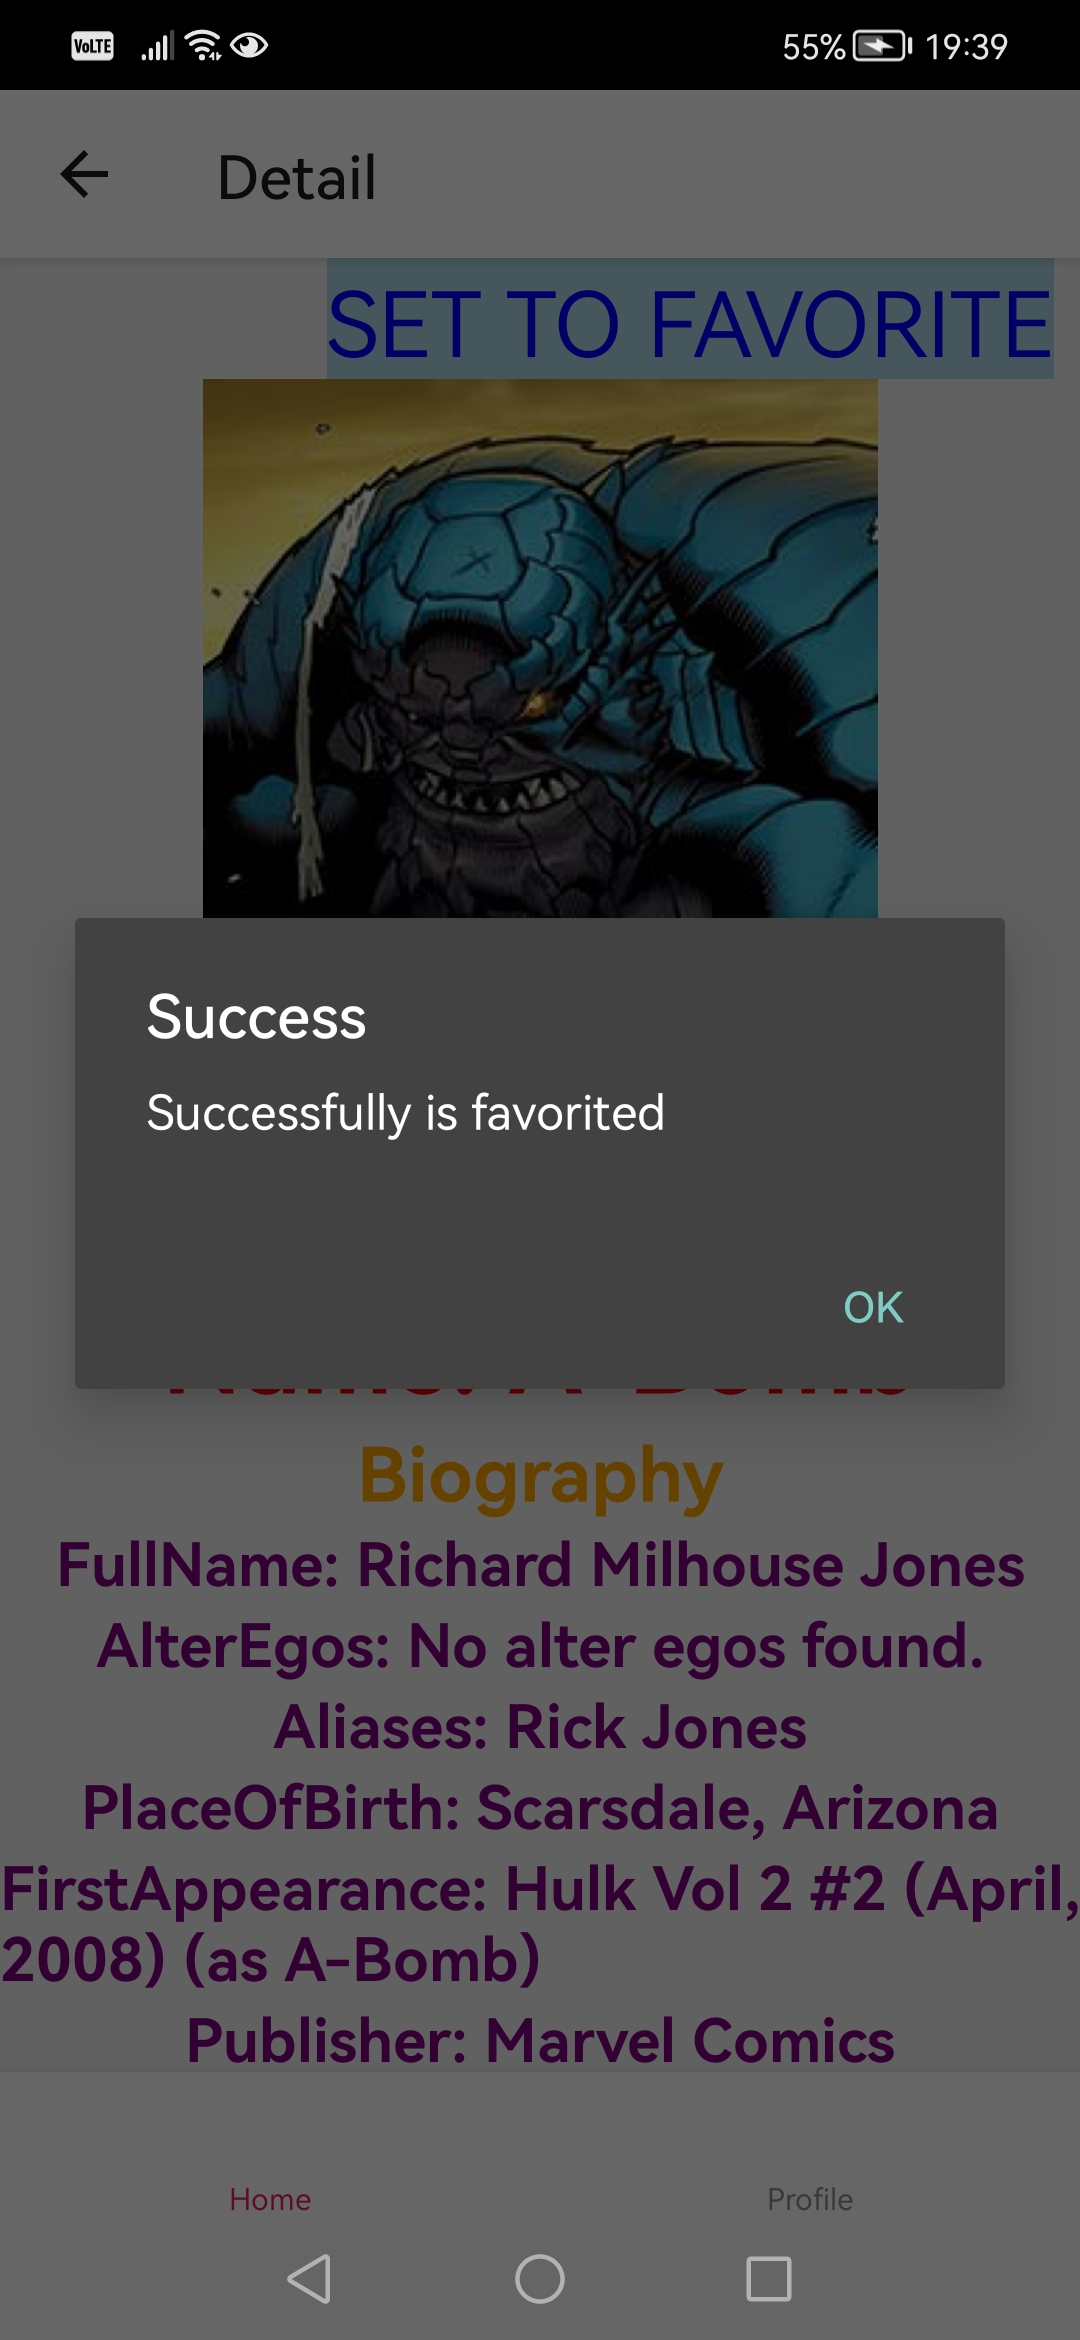 VoLTE 55% 19:39
Detail
SET TO FAVORITE
Success
Successfully is favorited
OK
Name: A-Bomb
Biography
FullName: Richard Milhouse Jones
AlterEgos: No alter egos found.
Aliases: Rick Jones
PlaceOfBirth: Scarsdale, Arizona
FirstAppearance: Hulk Vol 2 #2 (April,
2008) (as A-Bomb)
Publisher: Marvel Comics
Home Profile